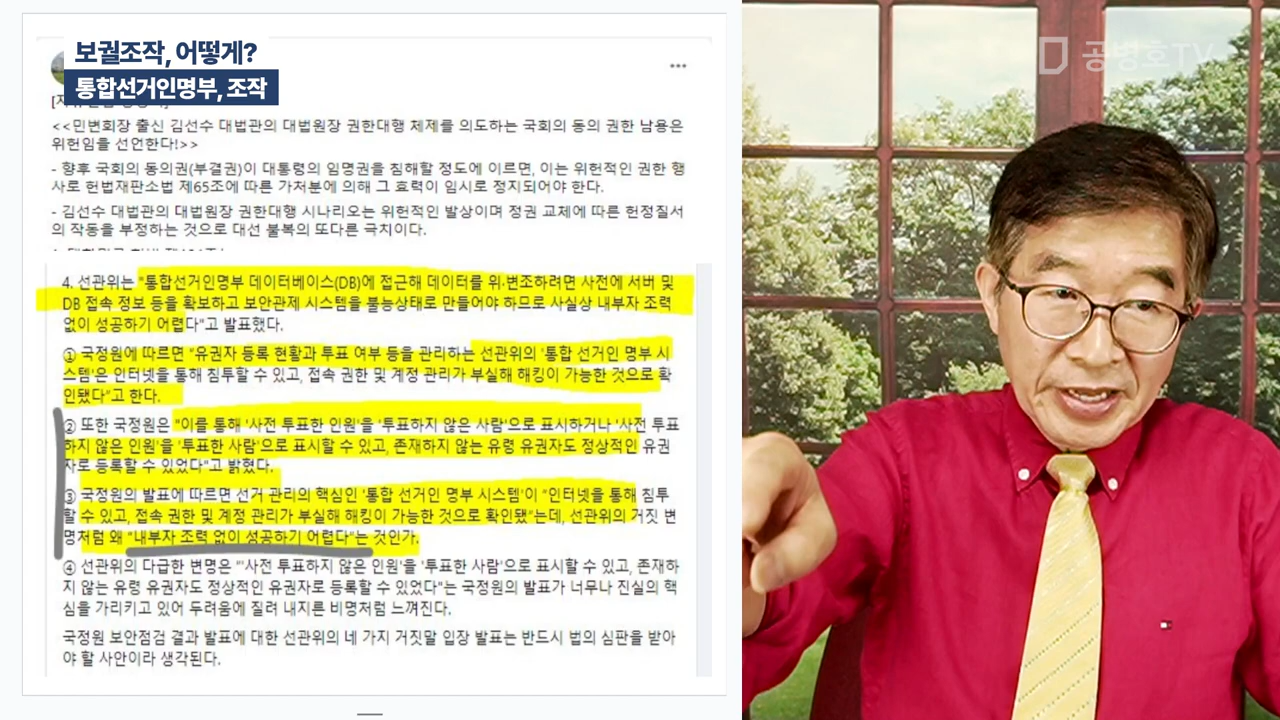 보궐조작, 어떻게?
통합선거인명부, 조작
공병호TV
<<민변회장 출신 김선수 대법관의 대법원장 권한대행 체제를 의도하는 국회의 동의 권한 남용은
위헌임을 선언한다!>>
- 향후 국회의 동의권(부결권)이 대통령의 임명권을 침해할 정도에 이르면, 이는 위헌적인 권한 행
사로 헌법재판소법 제65조에 따른 가처분에 의해 그 효력이 임시로 정지되어야 한다.
- 김선수 대법관의 대법원장 권한대행 시나리오는 위헌적인 발상이며 정권 교체에 따른 헌정질서
의 작동을 부정하는 것으로 대선 불복의 또다른 극치이다.
4. 선관위는 "통합선거인명부 데이터베이스(DB)에 접근해 데이터를 위·변조하려면 사전에 서버 및
DB 접속 정보 등을 확보하고 보안관제 시스템을 불능상태로 만들어야 하므로 사실상 내부자 조력
없이 성공하기 어렵다"고 발표했다.
① 국정원에 따르면 "유권자 등록 현황과 투표 여부 등을 관리하는 선관위의 '통합 선거인 명부 시
스템'은 인터넷을 통해 침투할 수 있고, 접속 권한 및 계정 관리가 부실해 해킹이 가능한 것으로 확
인됐다"고 한다.
② 또한 국정원은 "이를 통해 '사전 투표한 인원'을 '투표하지 않은 사람'으로 표시하거나 '사전 투표
하지 않은 인원'을 '투표한 사람'으로 표시할 수 있고, 존재하지 않는 유령 유권자도 정상적인 유권
자로 등록할 수 있었다"고 밝혔다.
③ 국정원의 발표에 따르면 선거 관리의 핵심인 '통합 선거인 명부 시스템'이 "인터넷을 통해 침투
할 수 있고, 접속 권한 및 계정 관리가 부실해 해킹이 가능한 것으로 확인됐"는데, 선관위의 거짓 변
명처럼 왜 "내부자 조력 없이 성공하기 어렵다"는 것인가.
④ 선관위의 다급한 변명은 "'사전 투표하지 않은 인원'을 '투표한 사람'으로 표시할 수 있고, 존재하
지 않는 유령 유권자도 정상적인 유권자로 등록할 수 있었다"는 국정원의 발표가 너무나 진실의 핵
심을 가리키고 있어 두려움에 질려 내지른 비명처럼 느껴진다.
국정원 보안점검 결과 발표에 대한 선관위의 네 가지 거짓말 입장 발표는 반드시 법의 심판을 받아
야 할 사안이라 생각된다.